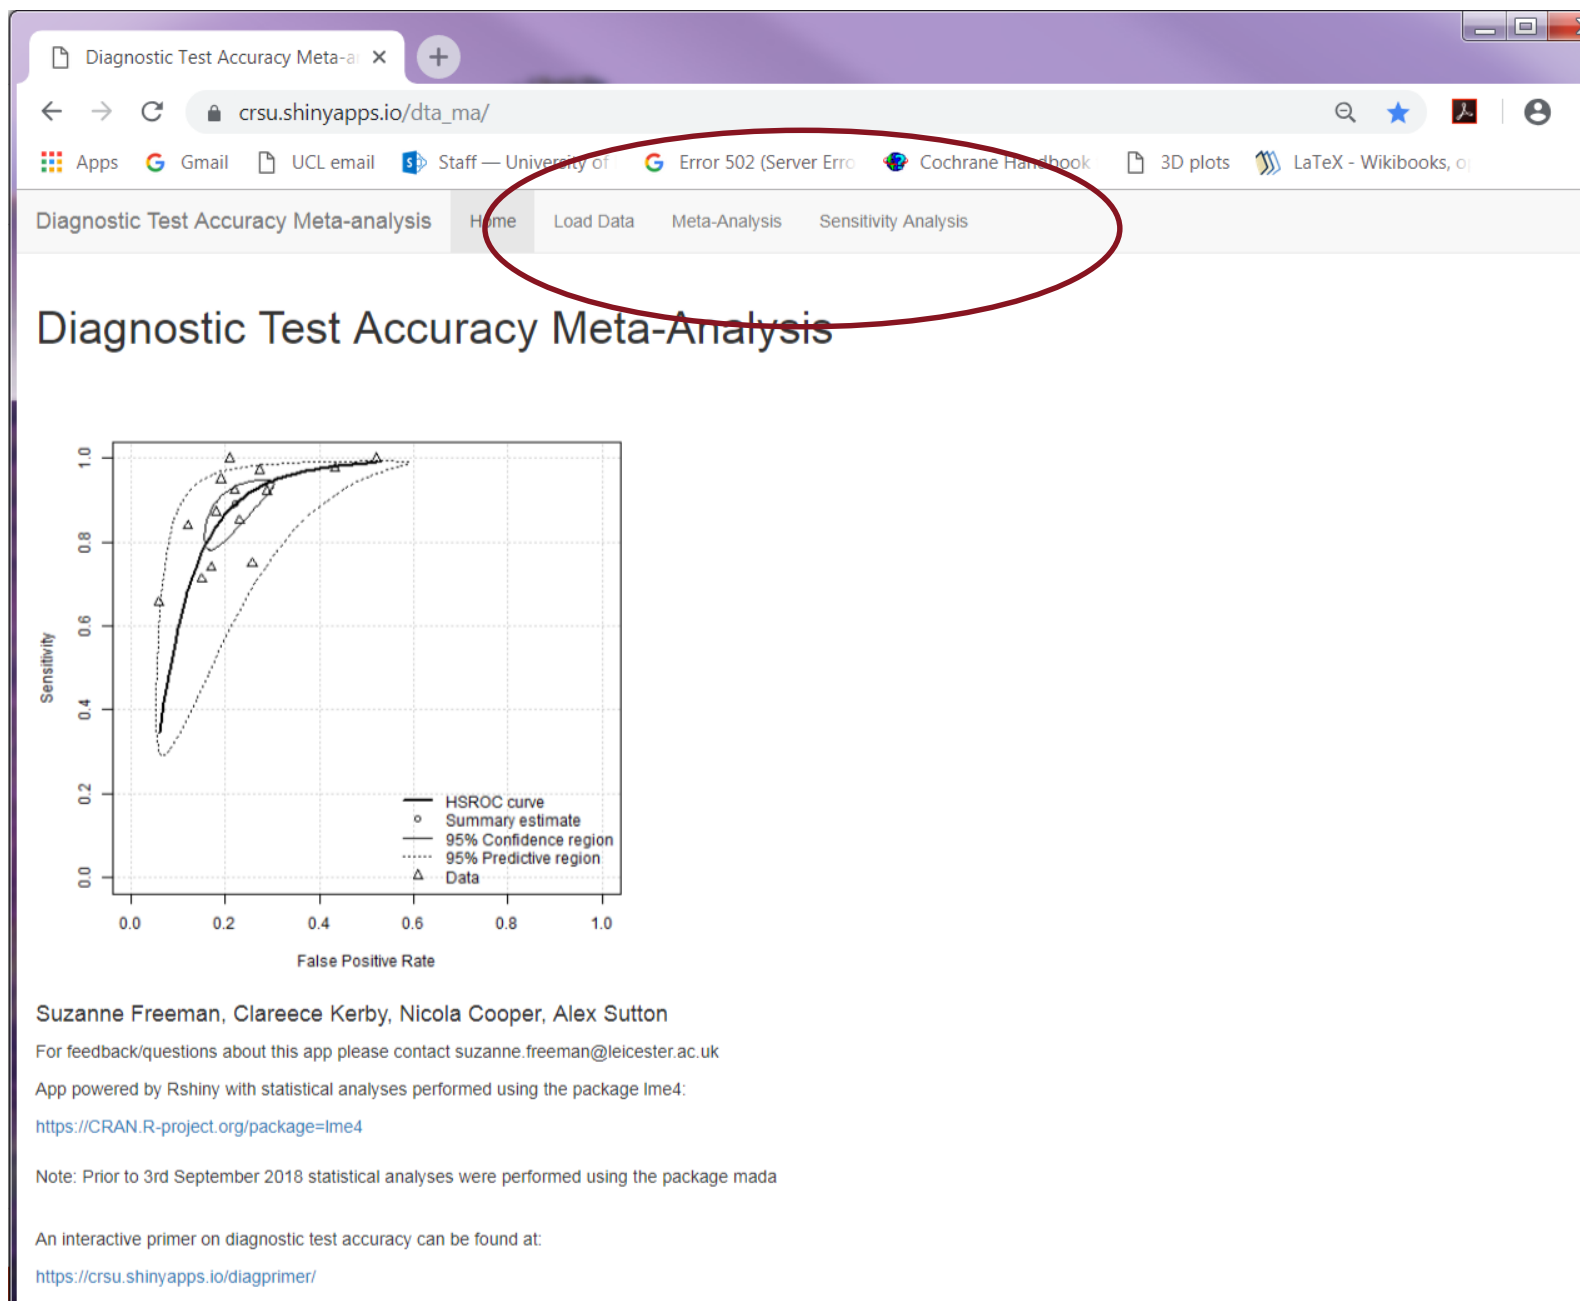 Diagnostic Test Accuracy Meta-a
crsu.shinyapps.io/dta_ma/
Apps Gmail UCL email Staff — University of Error 502 (Server Erro Cochrane Handbook 3D plots LaTeX - Wikibooks, o
Diagnostic Test Accuracy Meta-analysis Home Load Data Meta-Analysis Sensitivity Analysis
Diagnostic Test Accuracy Meta-Analysis
1.0
0.8
0.6
0.4
0.2
0.0
Sensitivity
HSROC curve
Summary estimate
95% Confidence region
95% Predictive region
Data
0.0 0.2 0.4 0.6 0.8 1.0
False Positive Rate
Suzanne Freeman, Clareece Kerby, Nicola Cooper, Alex Sutton
For feedback/questions about this app please contact suzanne.freeman@leicester.ac.uk
App powered by Rshiny with statistical analyses performed using the package lme4:
https://CRAN.R-project.org/package=lme4
Note: Prior to 3rd September 2018 statistical analyses were performed using the package mada
An interactive primer on diagnostic test accuracy can be found at:
https://crsu.shinyapps.io/diagprimer/